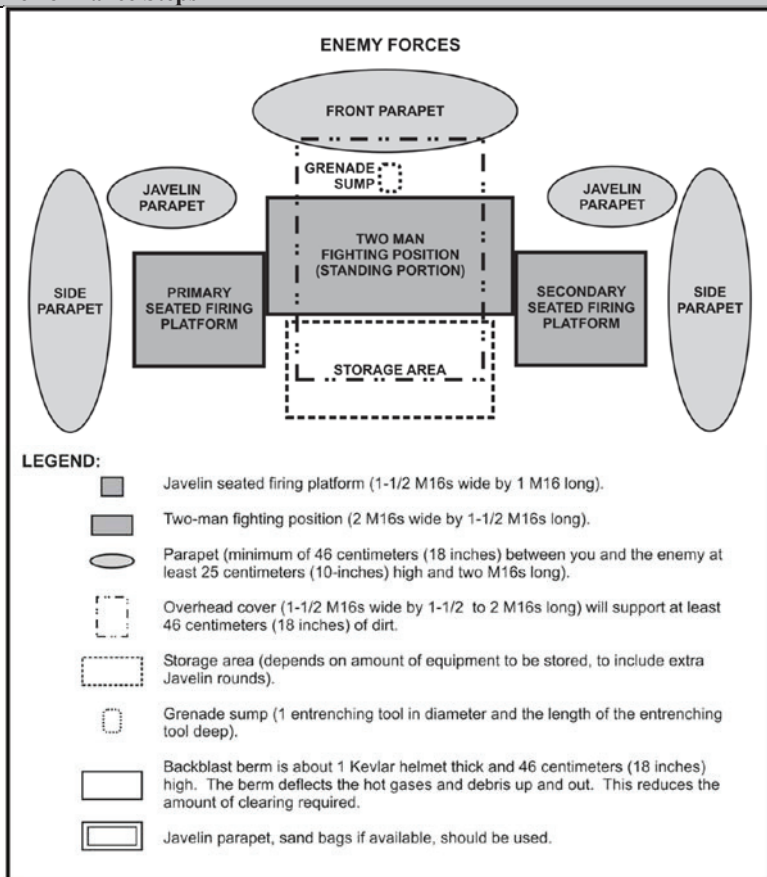 ENEMY FORCES
FRONT PARAPET
GRENADE
SUMP
JAVELIN
PARAPET
JAVELIN
PARAPET
TWO MAN
FIGHTING POSITION
(STANDING PORTION)
SIDE
PARAPET
PRIMARY
SEATED FIRING
PLATFORM
SECONDARY
SEATED FIRING
PLATFORM
SIDE
PARAPET
STORAGE AREA
LEGEND:
Javelin seated firing platform (1-1/2 M16s wide by 1 M16 long).
Two-man fighting position (2 M16s wide by 1-1/2 M16s long).
Parapet (minimum of 46 centimeters (18 inches) between you and the enemy at
least 25 centimeters (10-inches) high and two M16s long).
Overhead cover (1-1/2 M16s wide by 1-1/2 to 2 M16s long) will support at least
46 centimeters (18 inches) of dirt.
Storage area (depends on amount of equipment to be stored, to include extra
Javelin rounds).
Grenade sump (1 entrenching tool in diameter and the length of the entrenching
tool deep).
Backblast berm is about 1 Kevlar helmet thick and 46 centimeters (18 inches)
high. The berm deflects the hot gases and debris up and out. This reduces the
amount of clearing required.
Javelin parapet, sand bags if available, should be used.